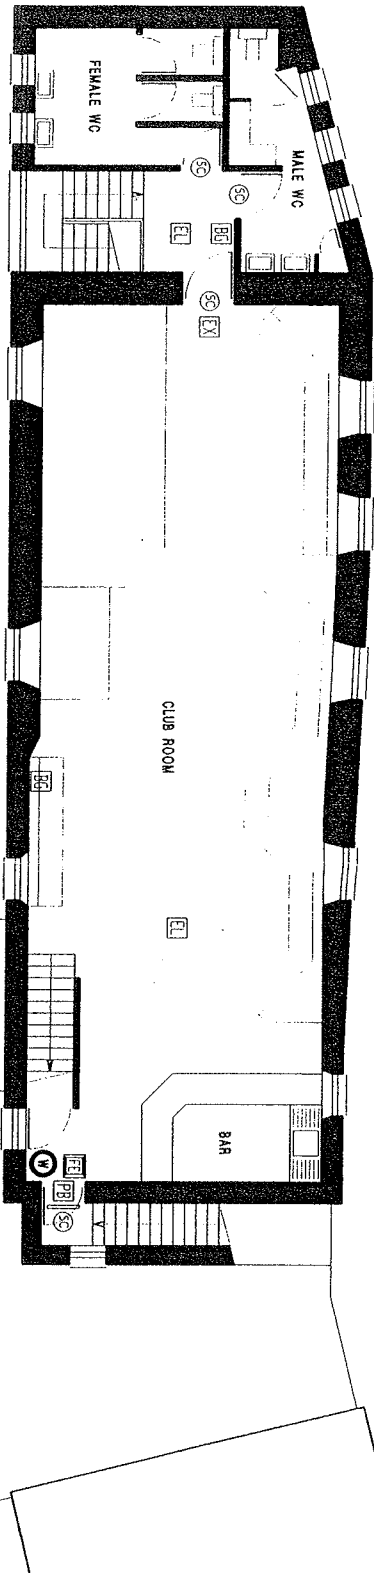 FEMALE WC
MALE WC
SC
SC
EL
BG
SC
EX
CLUB ROOM
BG
EL
BAR
W
FE
PB
SC